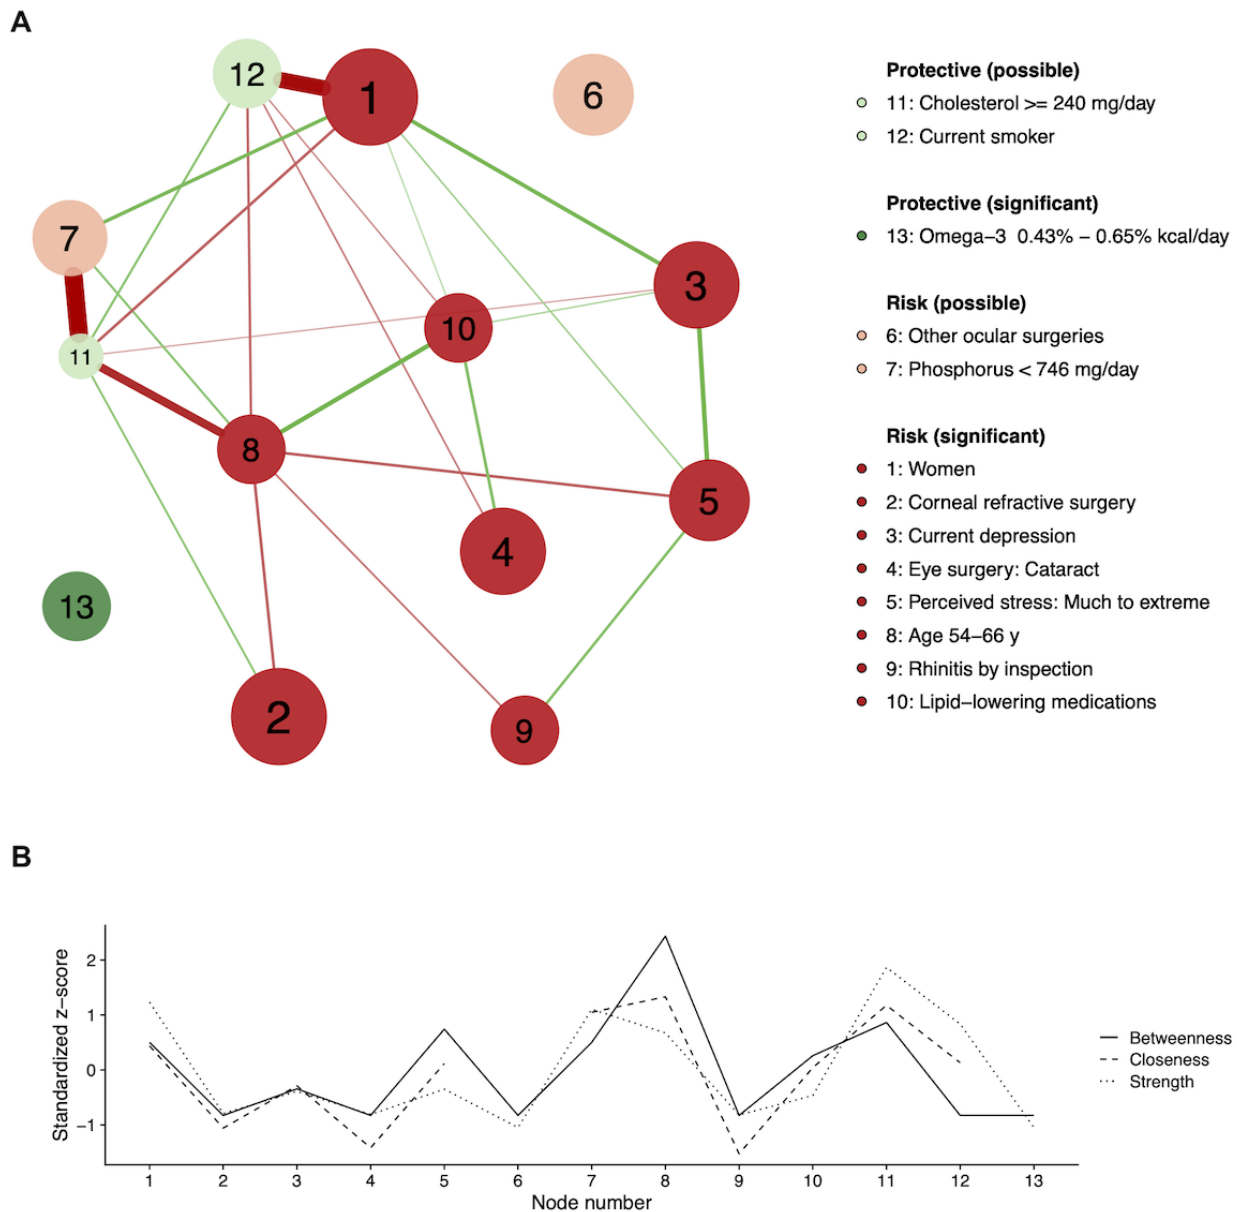 A
12
1
6
7
3
10
11
8
5
4
13
2
9
Protective (possible)
11: Cholesterol >= 240 mg/day
12: Current smoker
Protective (significant)
13: Omega−3 0.43% − 0.65% kcal/day
Risk (possible)
6: Other ocular surgeries
7: Phosphorus < 746 mg/day
Risk (significant)
1: Women
2: Corneal refractive surgery
3: Current depression
4: Eye surgery: Cataract
5: Perceived stress: Much to extreme
8: Age 54−66 y
9: Rhinitis by inspection
10: Lipid−lowering medications
B
Standardized z−score
2
1
0
−1
1 2 3 4 5 6 7 8 9 10 11 12 13
Node number
Betweenness
Closeness
Strength